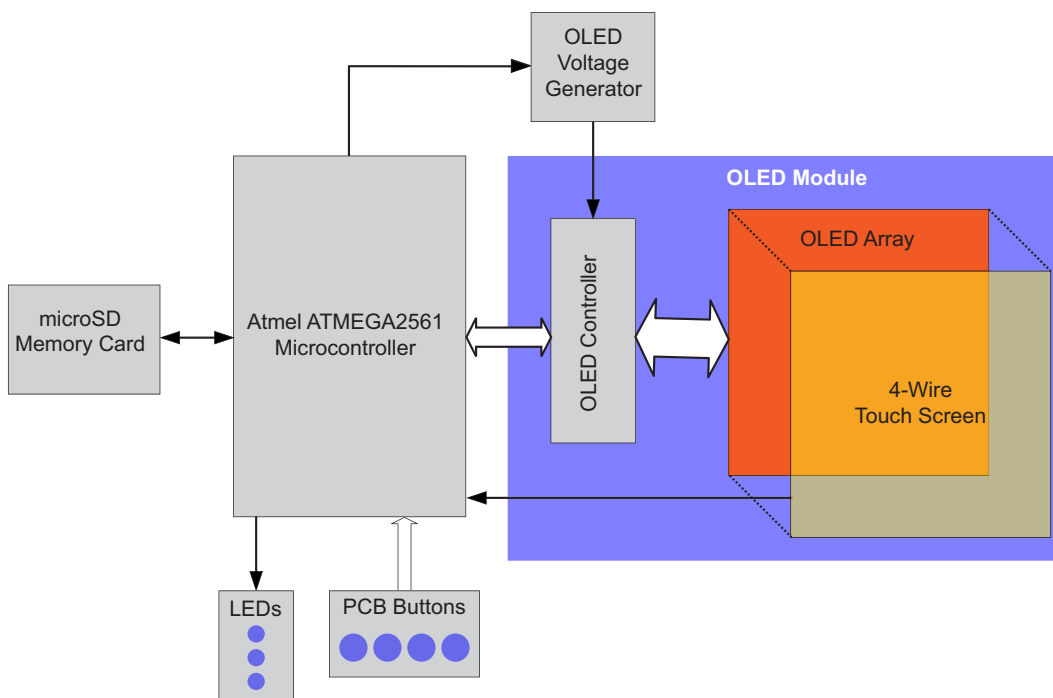 OLED
Voltage
Generator
OLED Module
OLED Array
microSD
Memory Card
Atmel ATMEGA2561
Microcontroller
OLED Controller
4-Wire
Touch Screen
LEDs
PCB Buttons